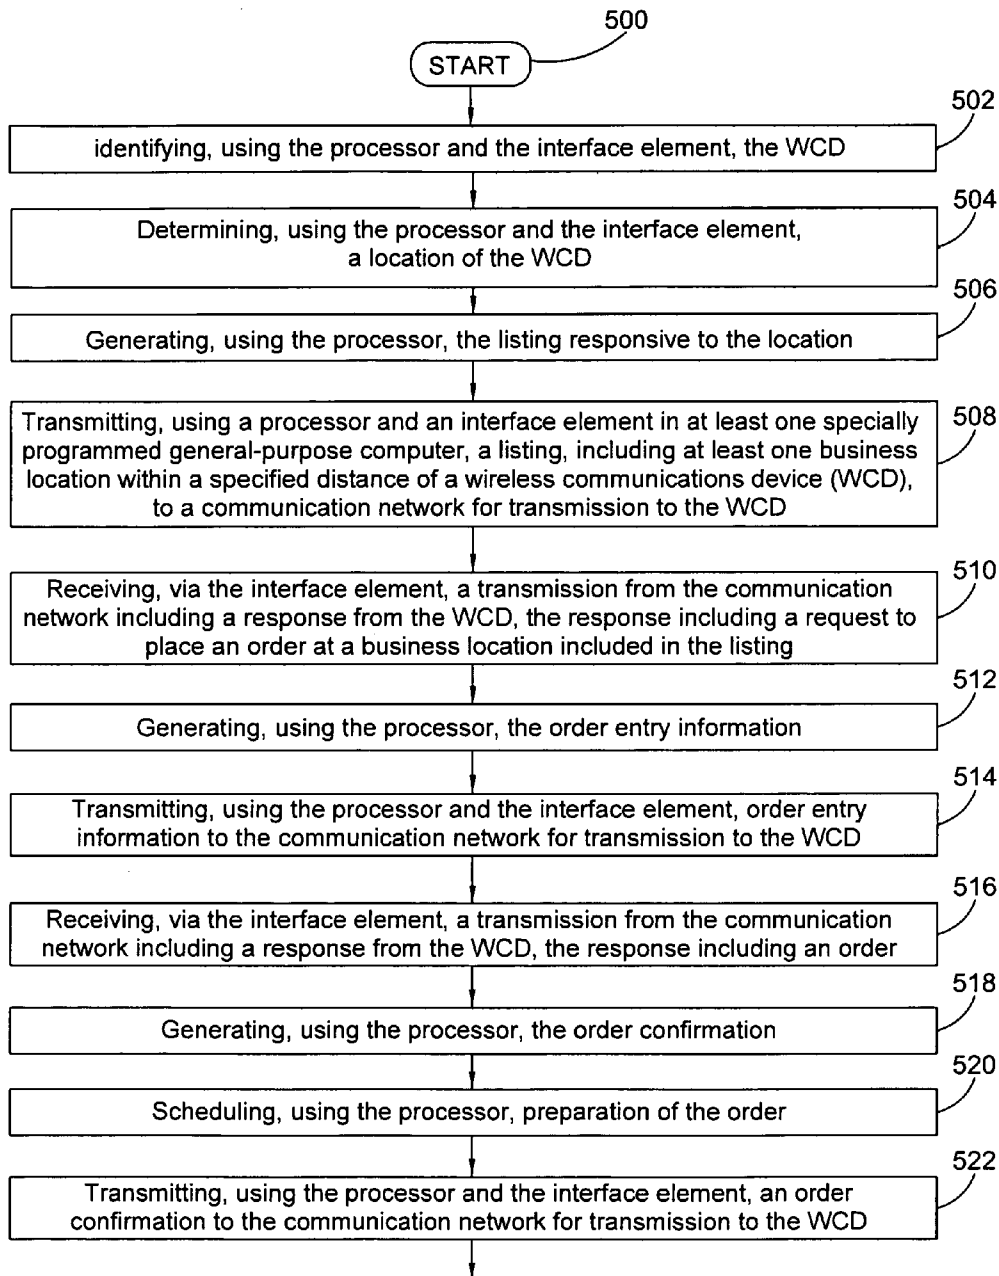 500
START
502
identifying, using the processor and the interface element, the WCD
504
Determining, using the processor and the interface element,
a location of the WCD
506
Generating, using the processor, the listing responsive to the location
508
Transmitting, using a processor and an interface element in at least one specially
programmed general-purpose computer, a listing, including at least one business
location within a specified distance of a wireless communications device (WCD),
to a communication network for transmission to the WCD
510
Receiving, via the interface element, a transmission from the communication
network including a response from the WCD, the response including a request to
place an order at a business location included in the listing
512
Generating, using the processor, the order entry information
514
Transmitting, using the processor and the interface element, order entry
information to the communication network for transmission to the WCD
516
Receiving, via the interface element, a transmission from the communication
network including a response from the WCD, the response including an order
518
Generating, using the processor, the order confirmation
520
Scheduling, using the processor, preparation of the order
522
Transmitting, using the processor and the interface element, an order
confirmation to the communication network for transmission to the WCD